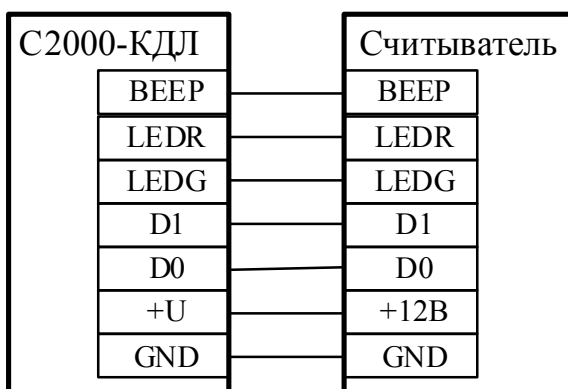 С2000-КДЛ
BEEP
LEDR
LEDG
D1
D0
+U
GND
Считыватель
BEEP
LEDR
LEDG
D1
D0
+12В
GND